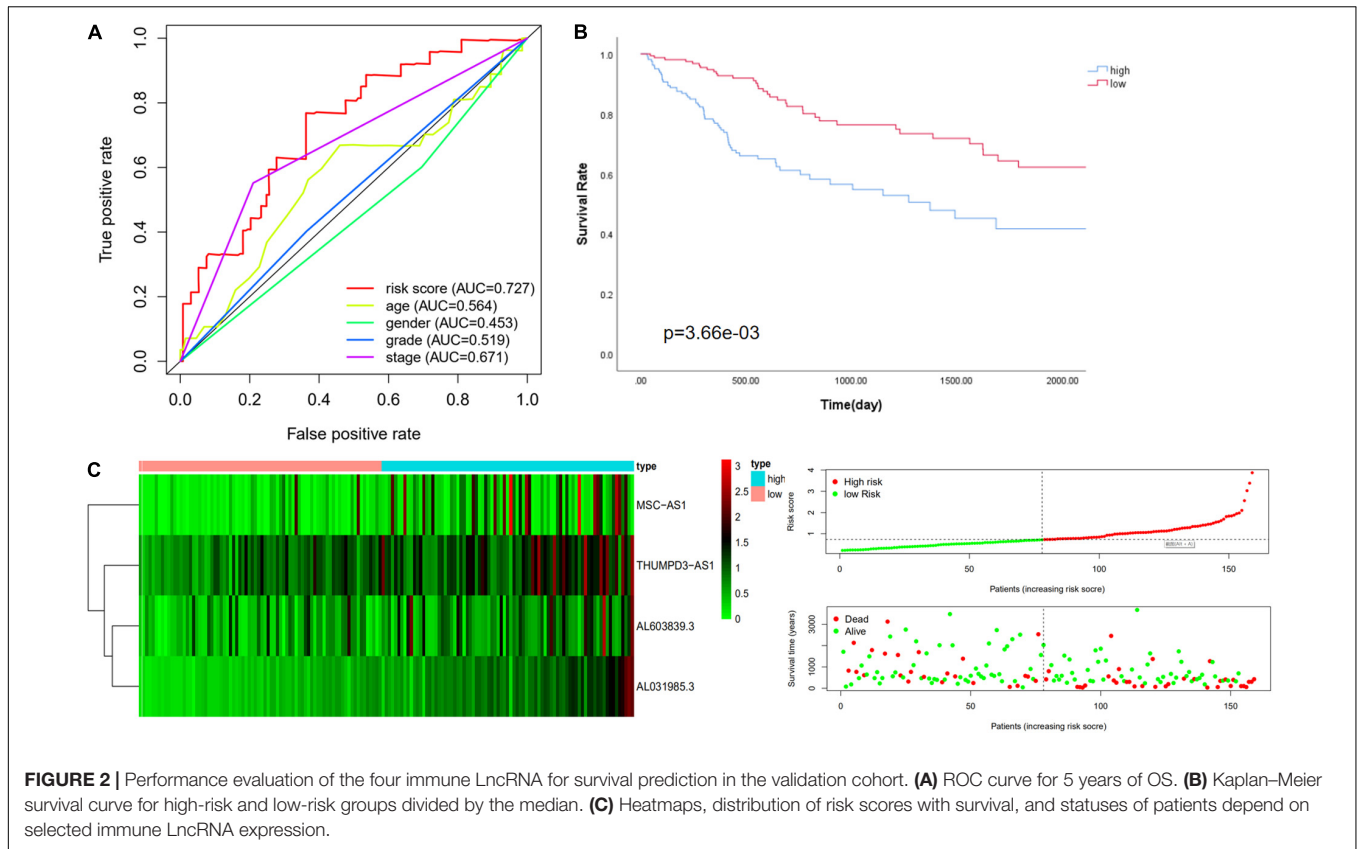 A
1.0
0.8
0.6
0.4
0.2
0.0
True positive rate
risk score (AUC=0.727)
age (AUC=0.564)
gender (AUC=0.453)
grade (AUC=0.519)
stage (AUC=0.671)
0.0 0.2 0.4 0.6 0.8 1.0
False positive rate
B
1.0
0.8
0.6
0.4
0.2
0.0
Survival Rate
high
low
p=3.66e-03
.00 500.00 1000.00 1500.00 2000.00
Time(day)
C
type
MSC-AS1
THUMPD3-AS1
AL603839.3
AL031985.3
3
2.5
2
1.5
1
0.5
0
type
high
low
4
3
2
1
Risk score
High risk
low Risk
0 50 100 150
Patients (increasing risk socre)
3000
1000
0
Survival time (years)
Dead
Alive
0 50 100 150
Patients (increasing risk socre)
FIGURE 2 | Performance evaluation of the four immune LncRNA for survival prediction in the validation cohort. (A) ROC curve for 5 years of OS. (B) Kaplan–Meier
survival curve for high-risk and low-risk groups divided by the median. (C) Heatmaps, distribution of risk scores with survival, and statuses of patients depend on
selected immune LncRNA expression.